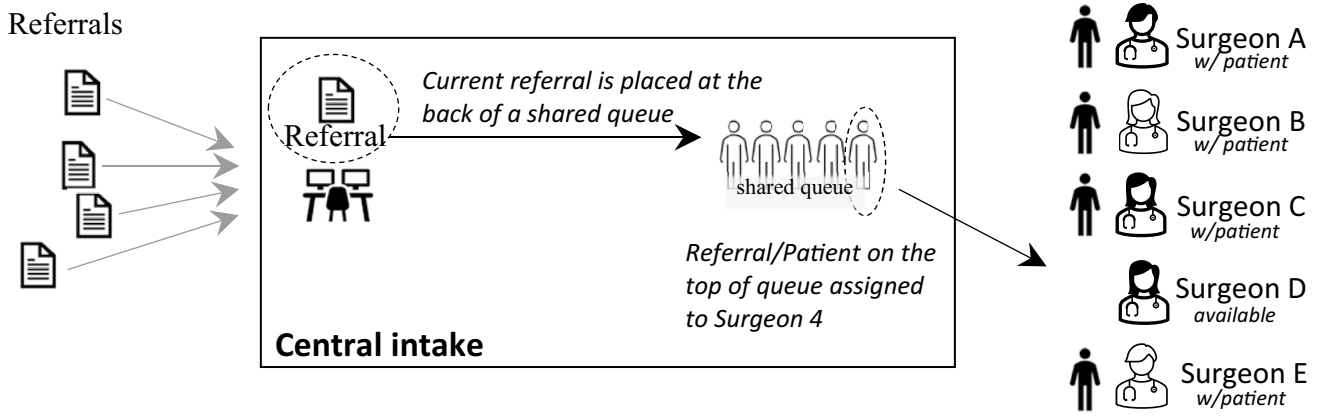 Referrals
Referral
Current referral is placed at the
back of a shared queue
shared queue
Referral/Patient on the
top of queue assigned
to Surgeon 4
Central intake
Surgeon A
w/ patient
Surgeon B
w/ patient
Surgeon C
w/patient
Surgeon D
available
Surgeon E
w/patient